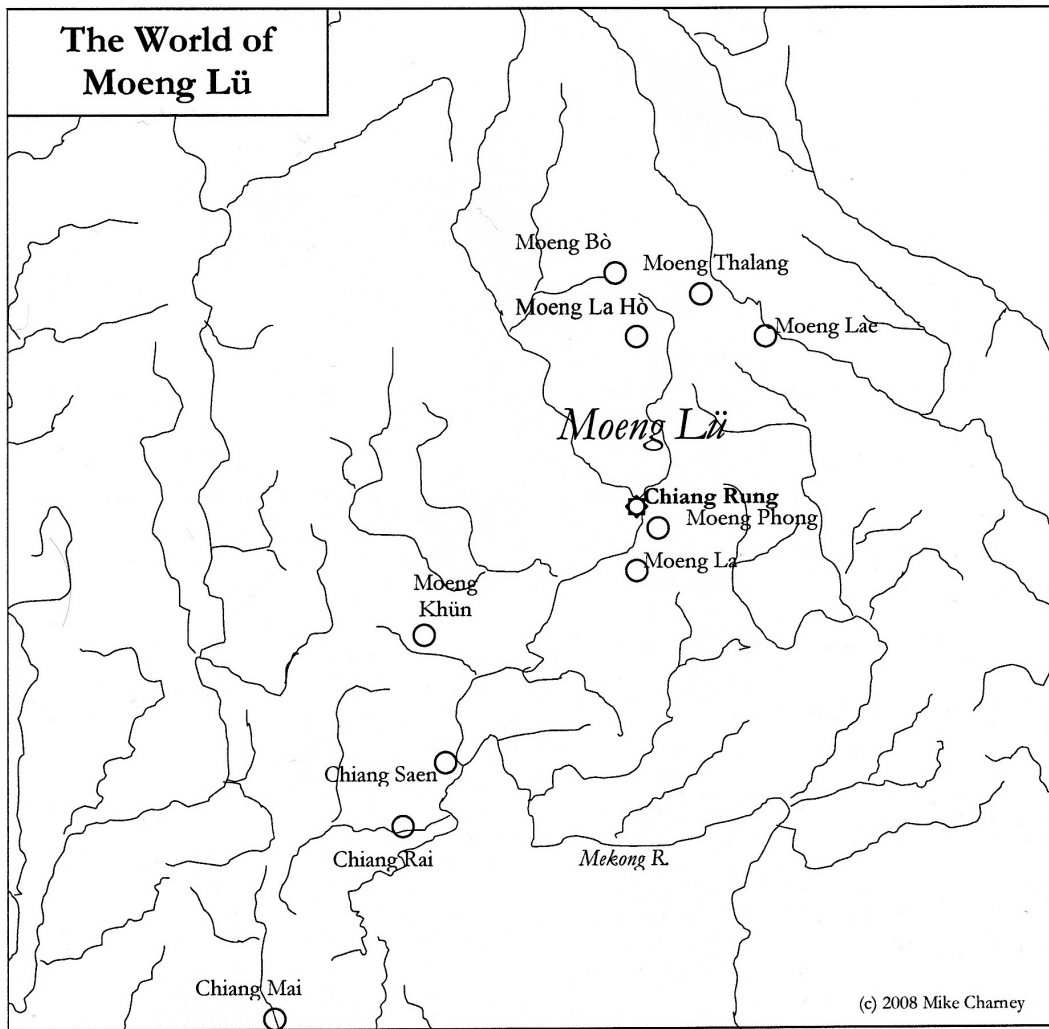 The World of
Moeng Lü
Moeng Bò
Moeng Thalang
Moeng La Hò
Moeng Lae
Moeng Lü
Chiang Rung
Moeng Phong
Moeng La
Moeng
Khün
Chiang Saen
Chiang Rai
Mekong R.
Chiang Mai
(c) 2008 Mike Charney